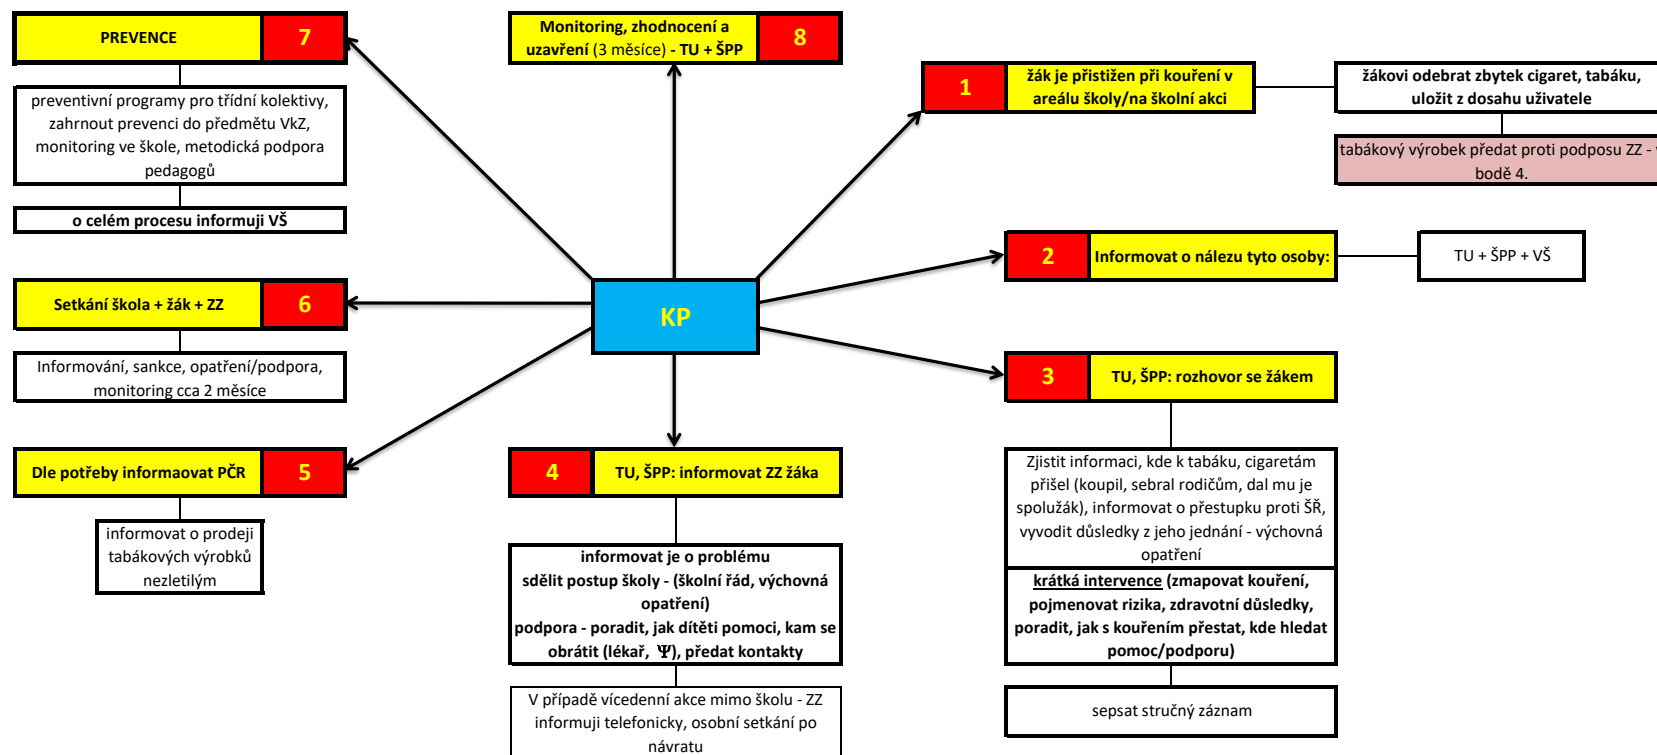 PREVENCE
7
preventivní programy pro třídní kolektivy,
zahrnout prevenci do předmětu VkZ,
monitoring ve škole, metodická podpora
pedagogů
o celém procesu informuji VŠ
Monitoring, zhodnocení a
uzavření (3 měsíce) - TU + ŠPP
8
1
žák je přistižen při kouření v
areálu školy/na školní akci
žákovi odebrat zbytek cigaret, tabáku,
uložit z dosahu uživatele
tabákový výrobek předat proti podposu ZZ -
bodě 4.
2
Informovat o nálezu tyto osoby:
TU + ŠPP + VŠ
Setkání škola + žák + ZZ
6
Informování, sankce, opatření/podpora,
monitoring cca 2 měsíce
KP
3
TU, ŠPP: rozhovor se žákem
Zjistit informaci, kde k tabáku, cigaretám
přišel (koupil, sebral rodičům, dal mu je
spolužák), informovat o přestupku proti ŠŘ,
vyvodit důsledky z jeho jednání - výchovná
opatření
krátká intervence (zmapovat kouření,
pojmenovat rizika, zdravotní důsledky,
poradit, jak s kouřením přestat, kde hledat
pomoc/podporu)
sepsat stručný záznam
Dle potřeby informaovat PČR
5
informovat o prodeji
tabákových výrobků
nezletilým
4
TU, ŠPP: informovat ZZ žáka
informovat je o problému
sdělit postup školy - (školní řád, výchovná
opatření)
podpora - poradit, jak dítěti pomoci, kam se
obrátit (lékař, Ψ), předat kontakty
V případě vícedenní akce mimo školu - ZZ
informuji telefonicky, osobní setkání po
návratu